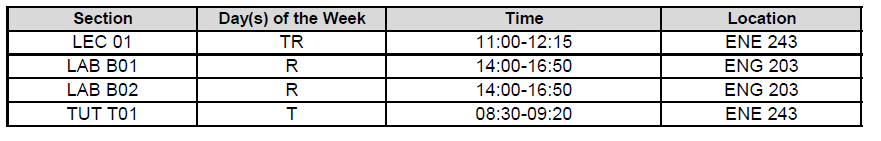 Section Day(s) of the Week Time Location
LEC 01 TR 11:00-12:15 ENE 243
LAB B01 R 14:00-16:50 ENG 203
LAB B02 R 14:00-16:50 ENG 203
TUT T01 T 08:30-09:20 ENE 243